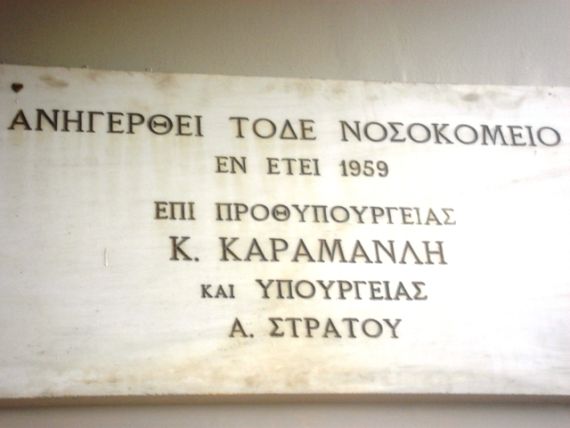 ΑΝΗΓΕΡΘΕΙ ΤΟΔΕ ΝΟΣΟΚΟΜΕΙΟ
ΕΝ ΕΤΕΙ 1959
ΕΠΙ ΠΡΟΘΥΠΟΥΡΓΕΙΑΣ
Κ. ΚΑΡΑΜΑΝΛΗ
ΚΑΙ ΥΠΟΥΡΓΕΙΑΣ
Α. ΣΤΡΑΤΟΥ